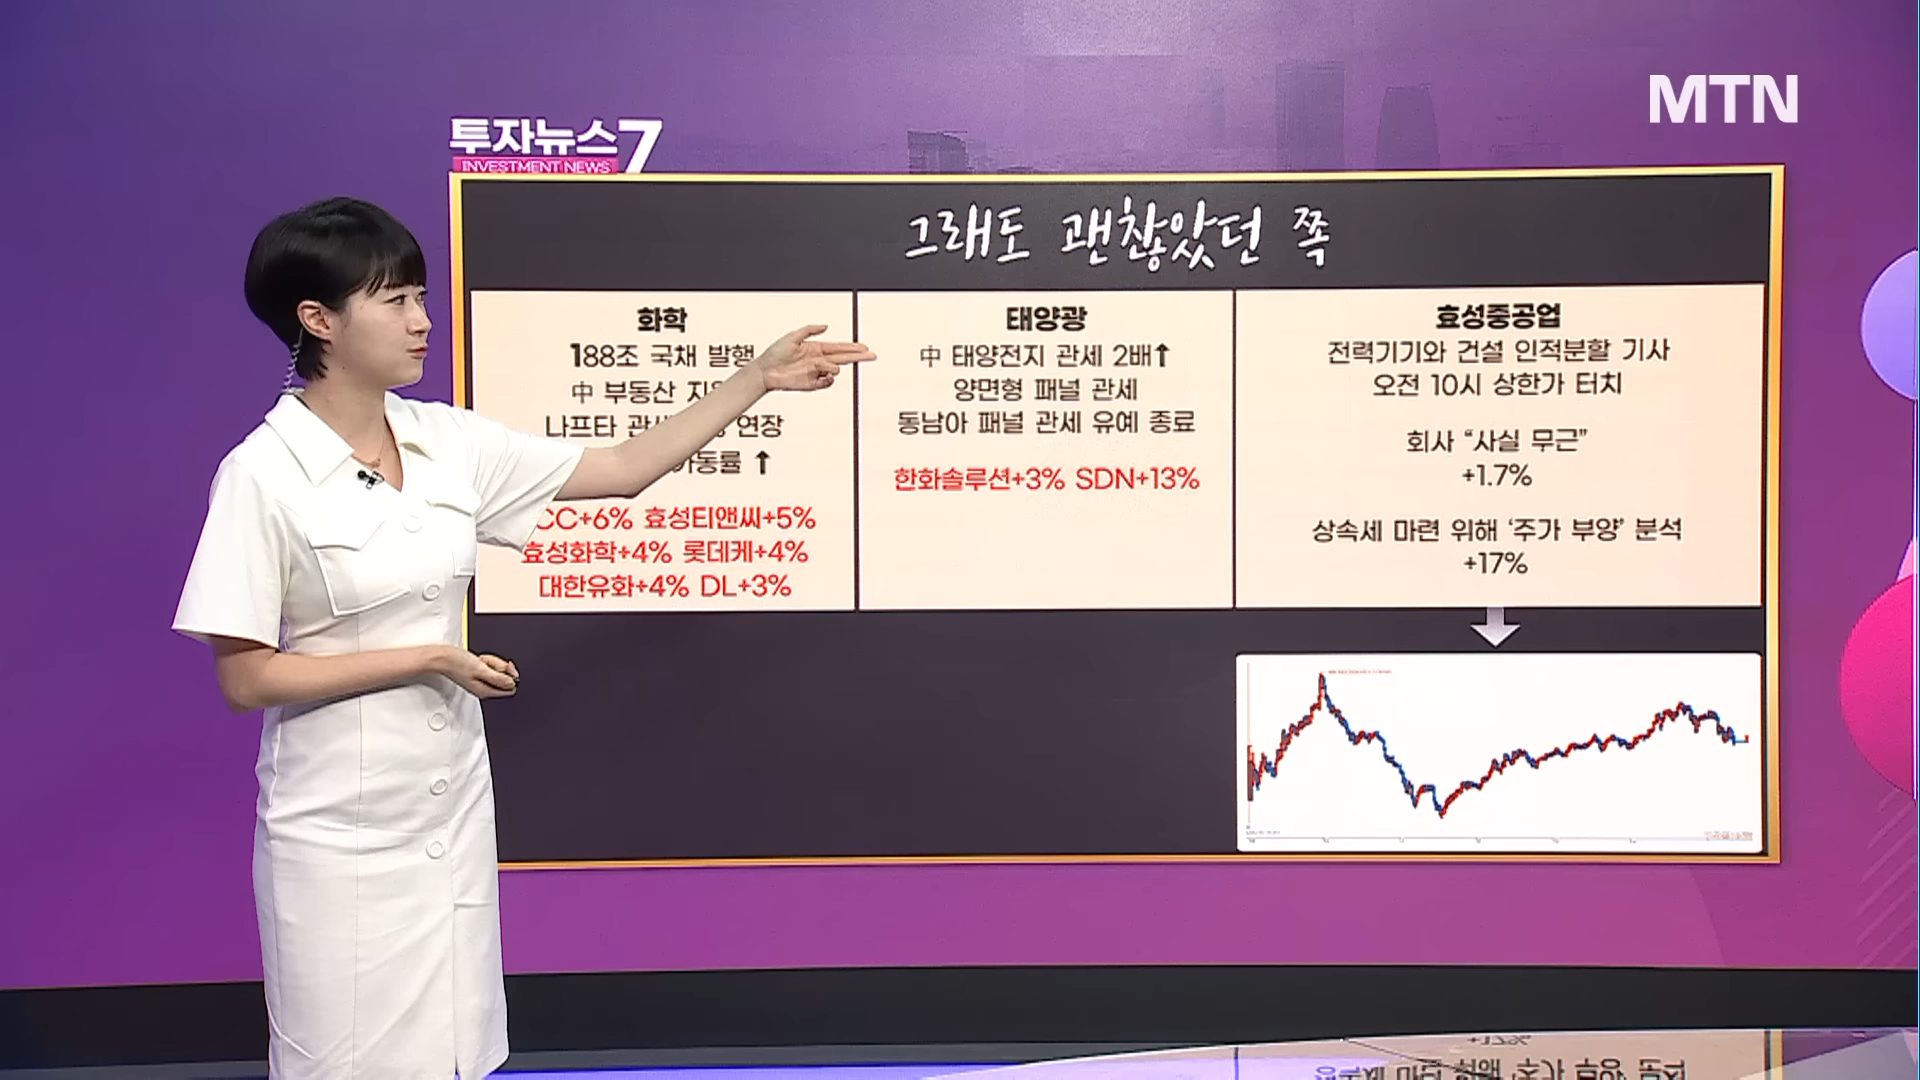 MTN
투자뉴스7
INVESTMENT NEWS
그래도 괜찮았던 쪽
화학
188조 국채 발행
中 부동산
나프타 연장
가동률 ↑
CC+6% 효성티앤씨+5%
효성화학+4% 롯데케+4%
대한유화+4% DL+3%
태양광
中 태양전지 관세 2배↑
양면형 패널 관세
동남아 패널 관세 유예 종료
한화솔루션+3% SDN+13%
효성중공업
전력기기와 건설 인적분할 기사
오전 10시 상한가 터치
회사 “사실 무근”
+1.7%
상속세 마련 위해 ‘주가 부양’ 분석
+17%